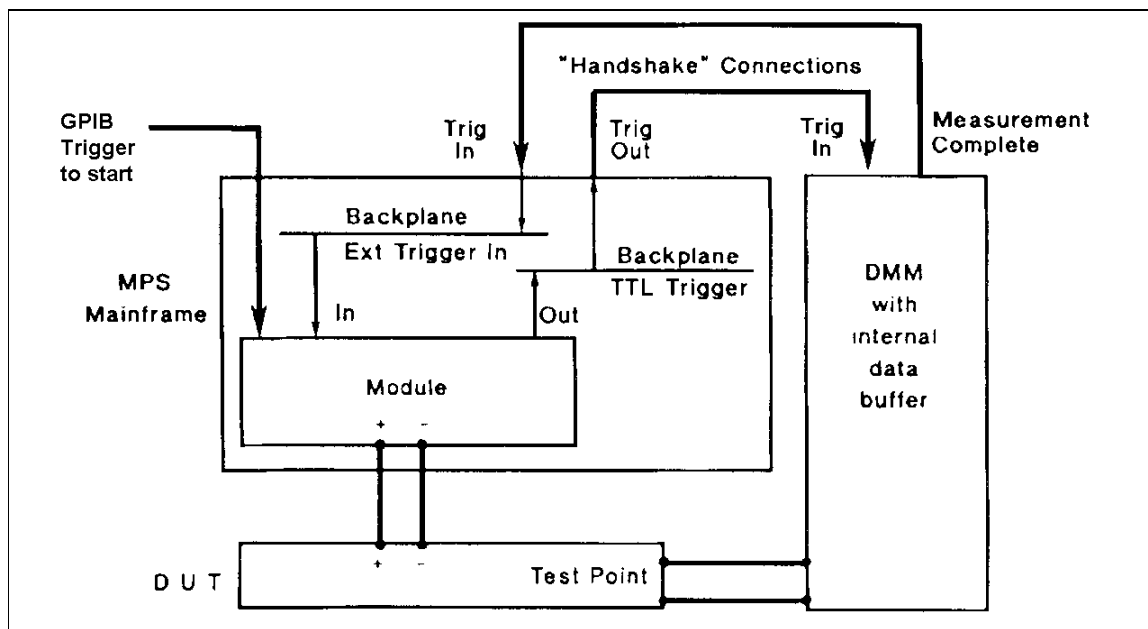 "Handshake" Connections
GPIB
Trigger
to start
Trig
In
Trig
Out
Trig
In
Measurement
Complete
Backplane
Ext Trigger In
Backplane
TTL Trigger
MPS
Mainframe
In
Out
Module
+ -
DMM
with
internal
data
buffer
+ -
Test Point
D U T